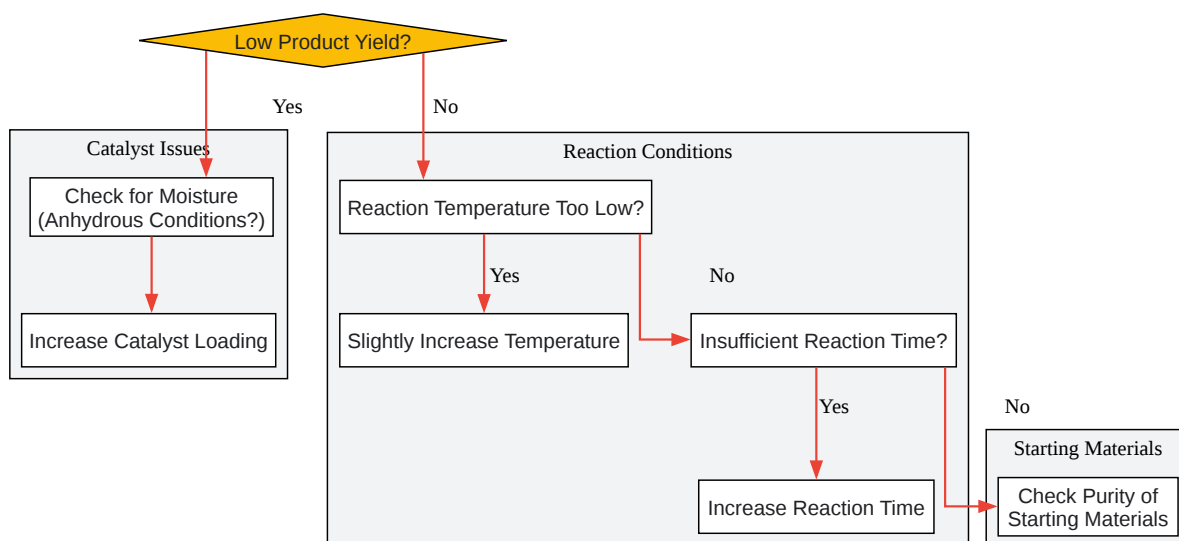 Low Product Yield?
Yes
No
Catalyst Issues
Check for Moisture
(Anhydrous Conditions?)
Increase Catalyst Loading
Reaction Conditions
Reaction Temperature Too Low?
Yes
No
Slightly Increase Temperature
Insufficient Reaction Time?
Yes
No
Increase Reaction Time
Starting Materials
Check Purity of
Starting Materials